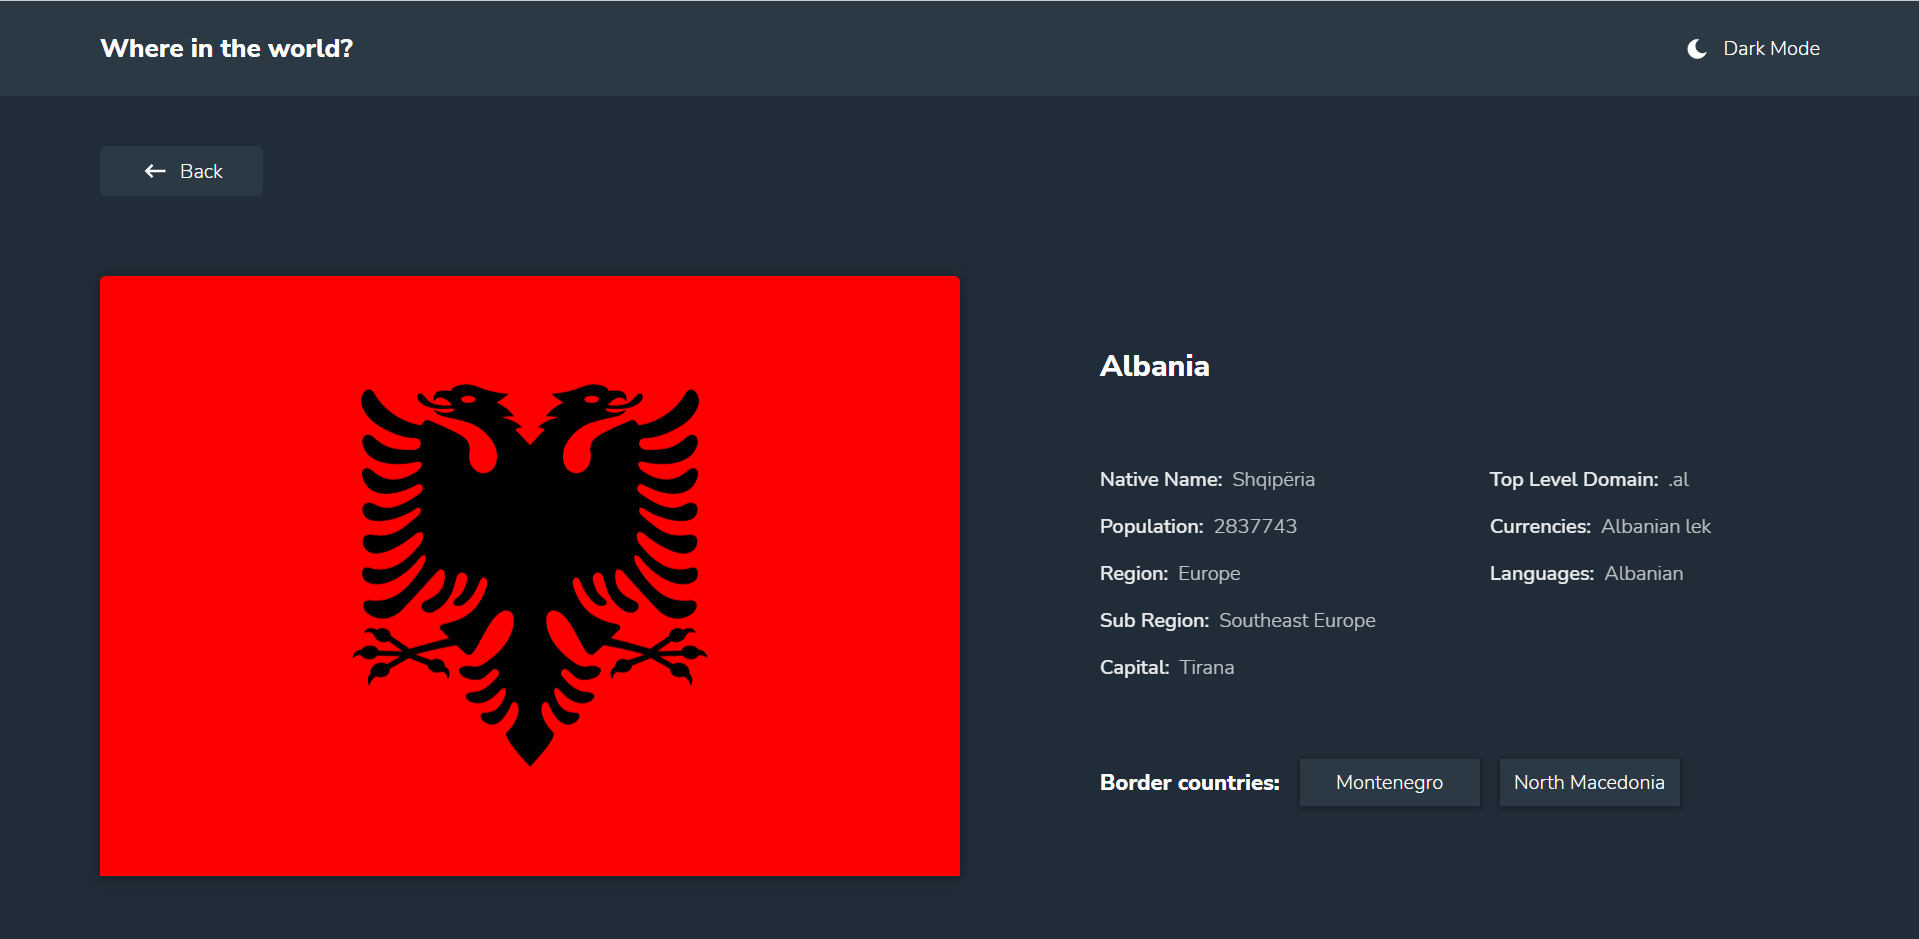 Where in the world?
Dark Mode
Back
Albania
Native Name: Shqipëria
Population: 2837743
Region: Europe
Sub Region: Southeast Europe
Capital: Tirana
Top Level Domain: .al
Currencies: Albanian lek
Languages: Albanian
Border countries: Montenegro North Macedonia